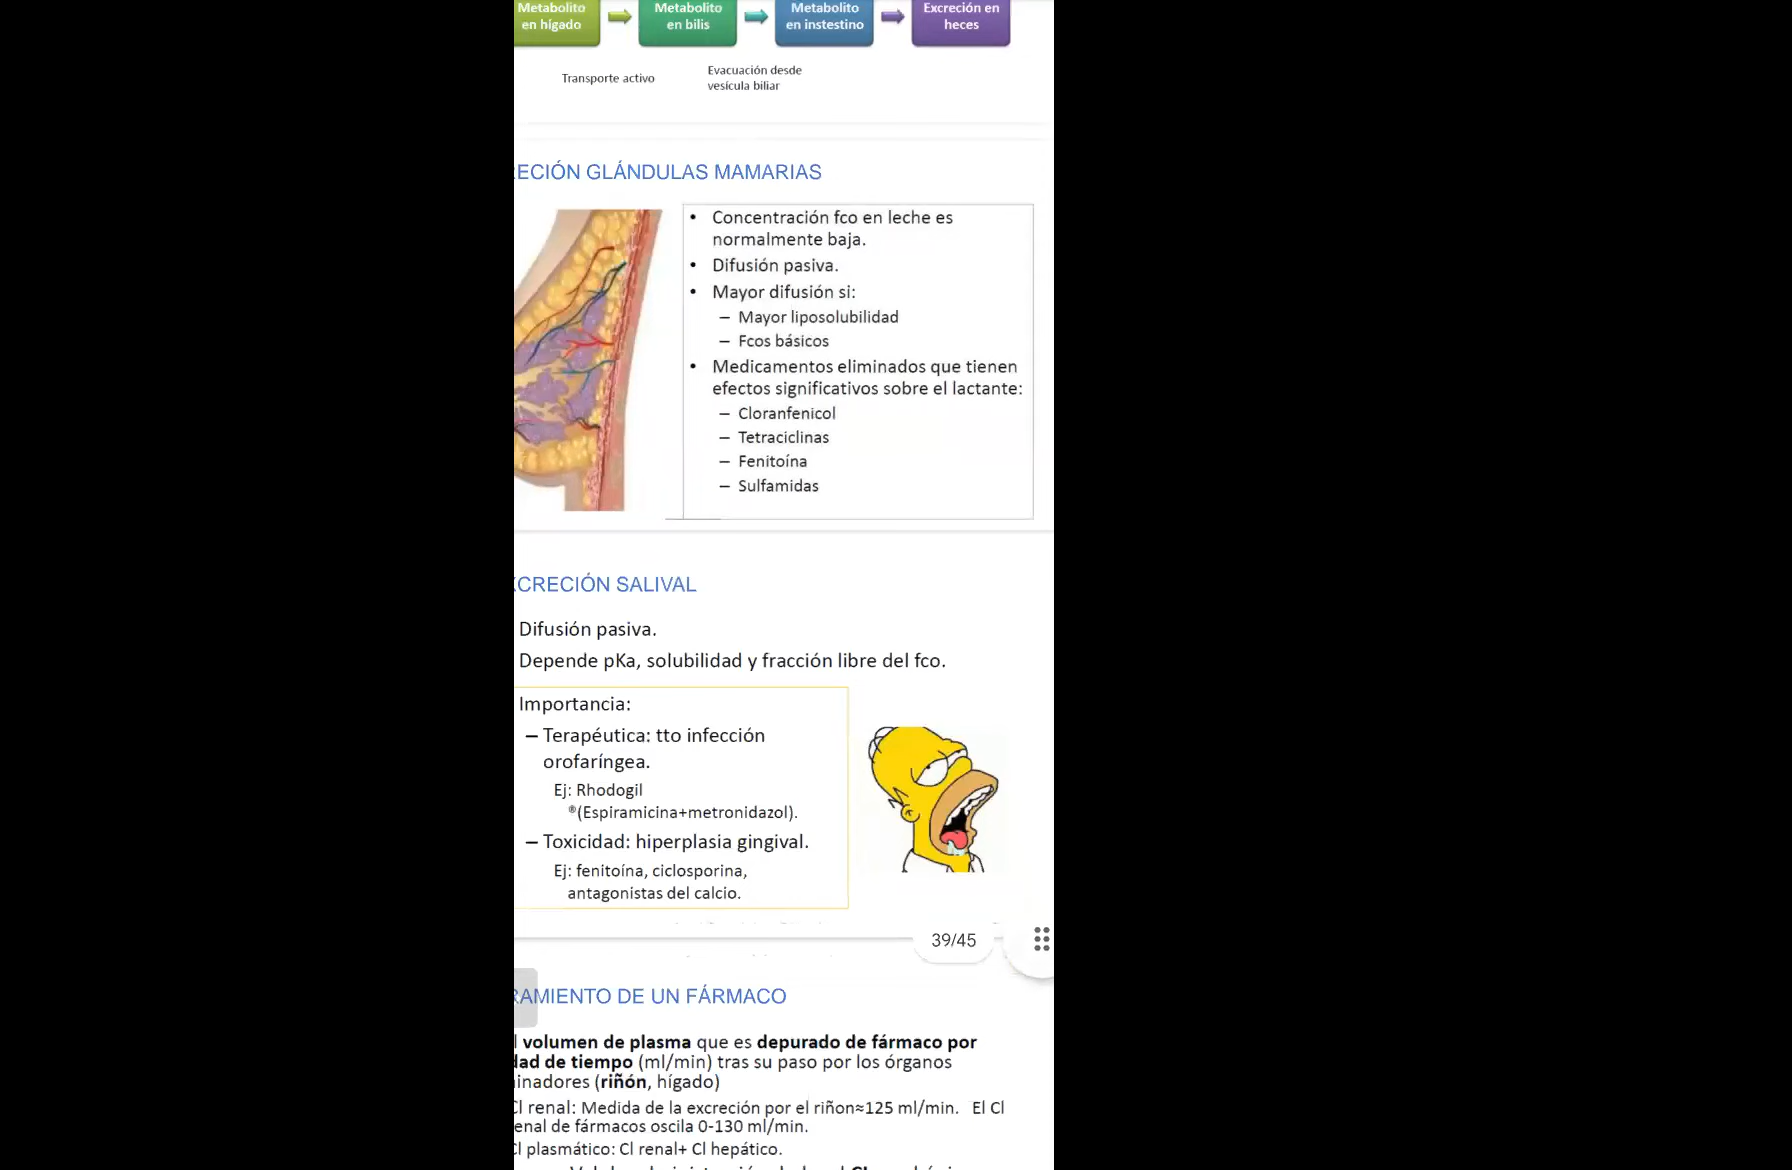 Metabolito
en hígado
Metabolito
en bilis
Metabolito
en instestino
Excreción en
heces
Transporte activo
Evacuación desde
vesícula biliar
RECIÓN GLÁNDULAS MAMARIAS
• Concentración fco en leche es
normalmente baja.
• Difusión pasiva.
• Mayor difusión si:
– Mayor liposolubilidad
– Fcos básicos
• Medicamentos eliminados que tienen
efectos significativos sobre el lactante:
– Cloranfenicol
– Tetraciclinas
– Fenitoína
– Sulfamidas
XCRECIÓN SALIVAL
Difusión pasiva.
Depende pKa, solubilidad y fracción libre del fco.
Importancia:
– Terapéutica: tto infección
orofaríngea.
Ej: Rhodogil
®(Espiramicina+metronidazol).
– Toxicidad: hiperplasia gingival.
Ej: fenitoína, ciclosporina,
antagonistas del calcio.
39/45
RAMIENTO DE UN FÁRMACO
l volumen de plasma que es depurado de fármaco por
dad de tiempo (ml/min) tras su paso por los órganos
inadores (riñón, hígado)
Cl renal: Medida de la excreción por el riñon≈125 ml/min. El Cl
enal de fármacos oscila 0-130 ml/min.
Cl plasmático: Cl renal+ Cl hepático.